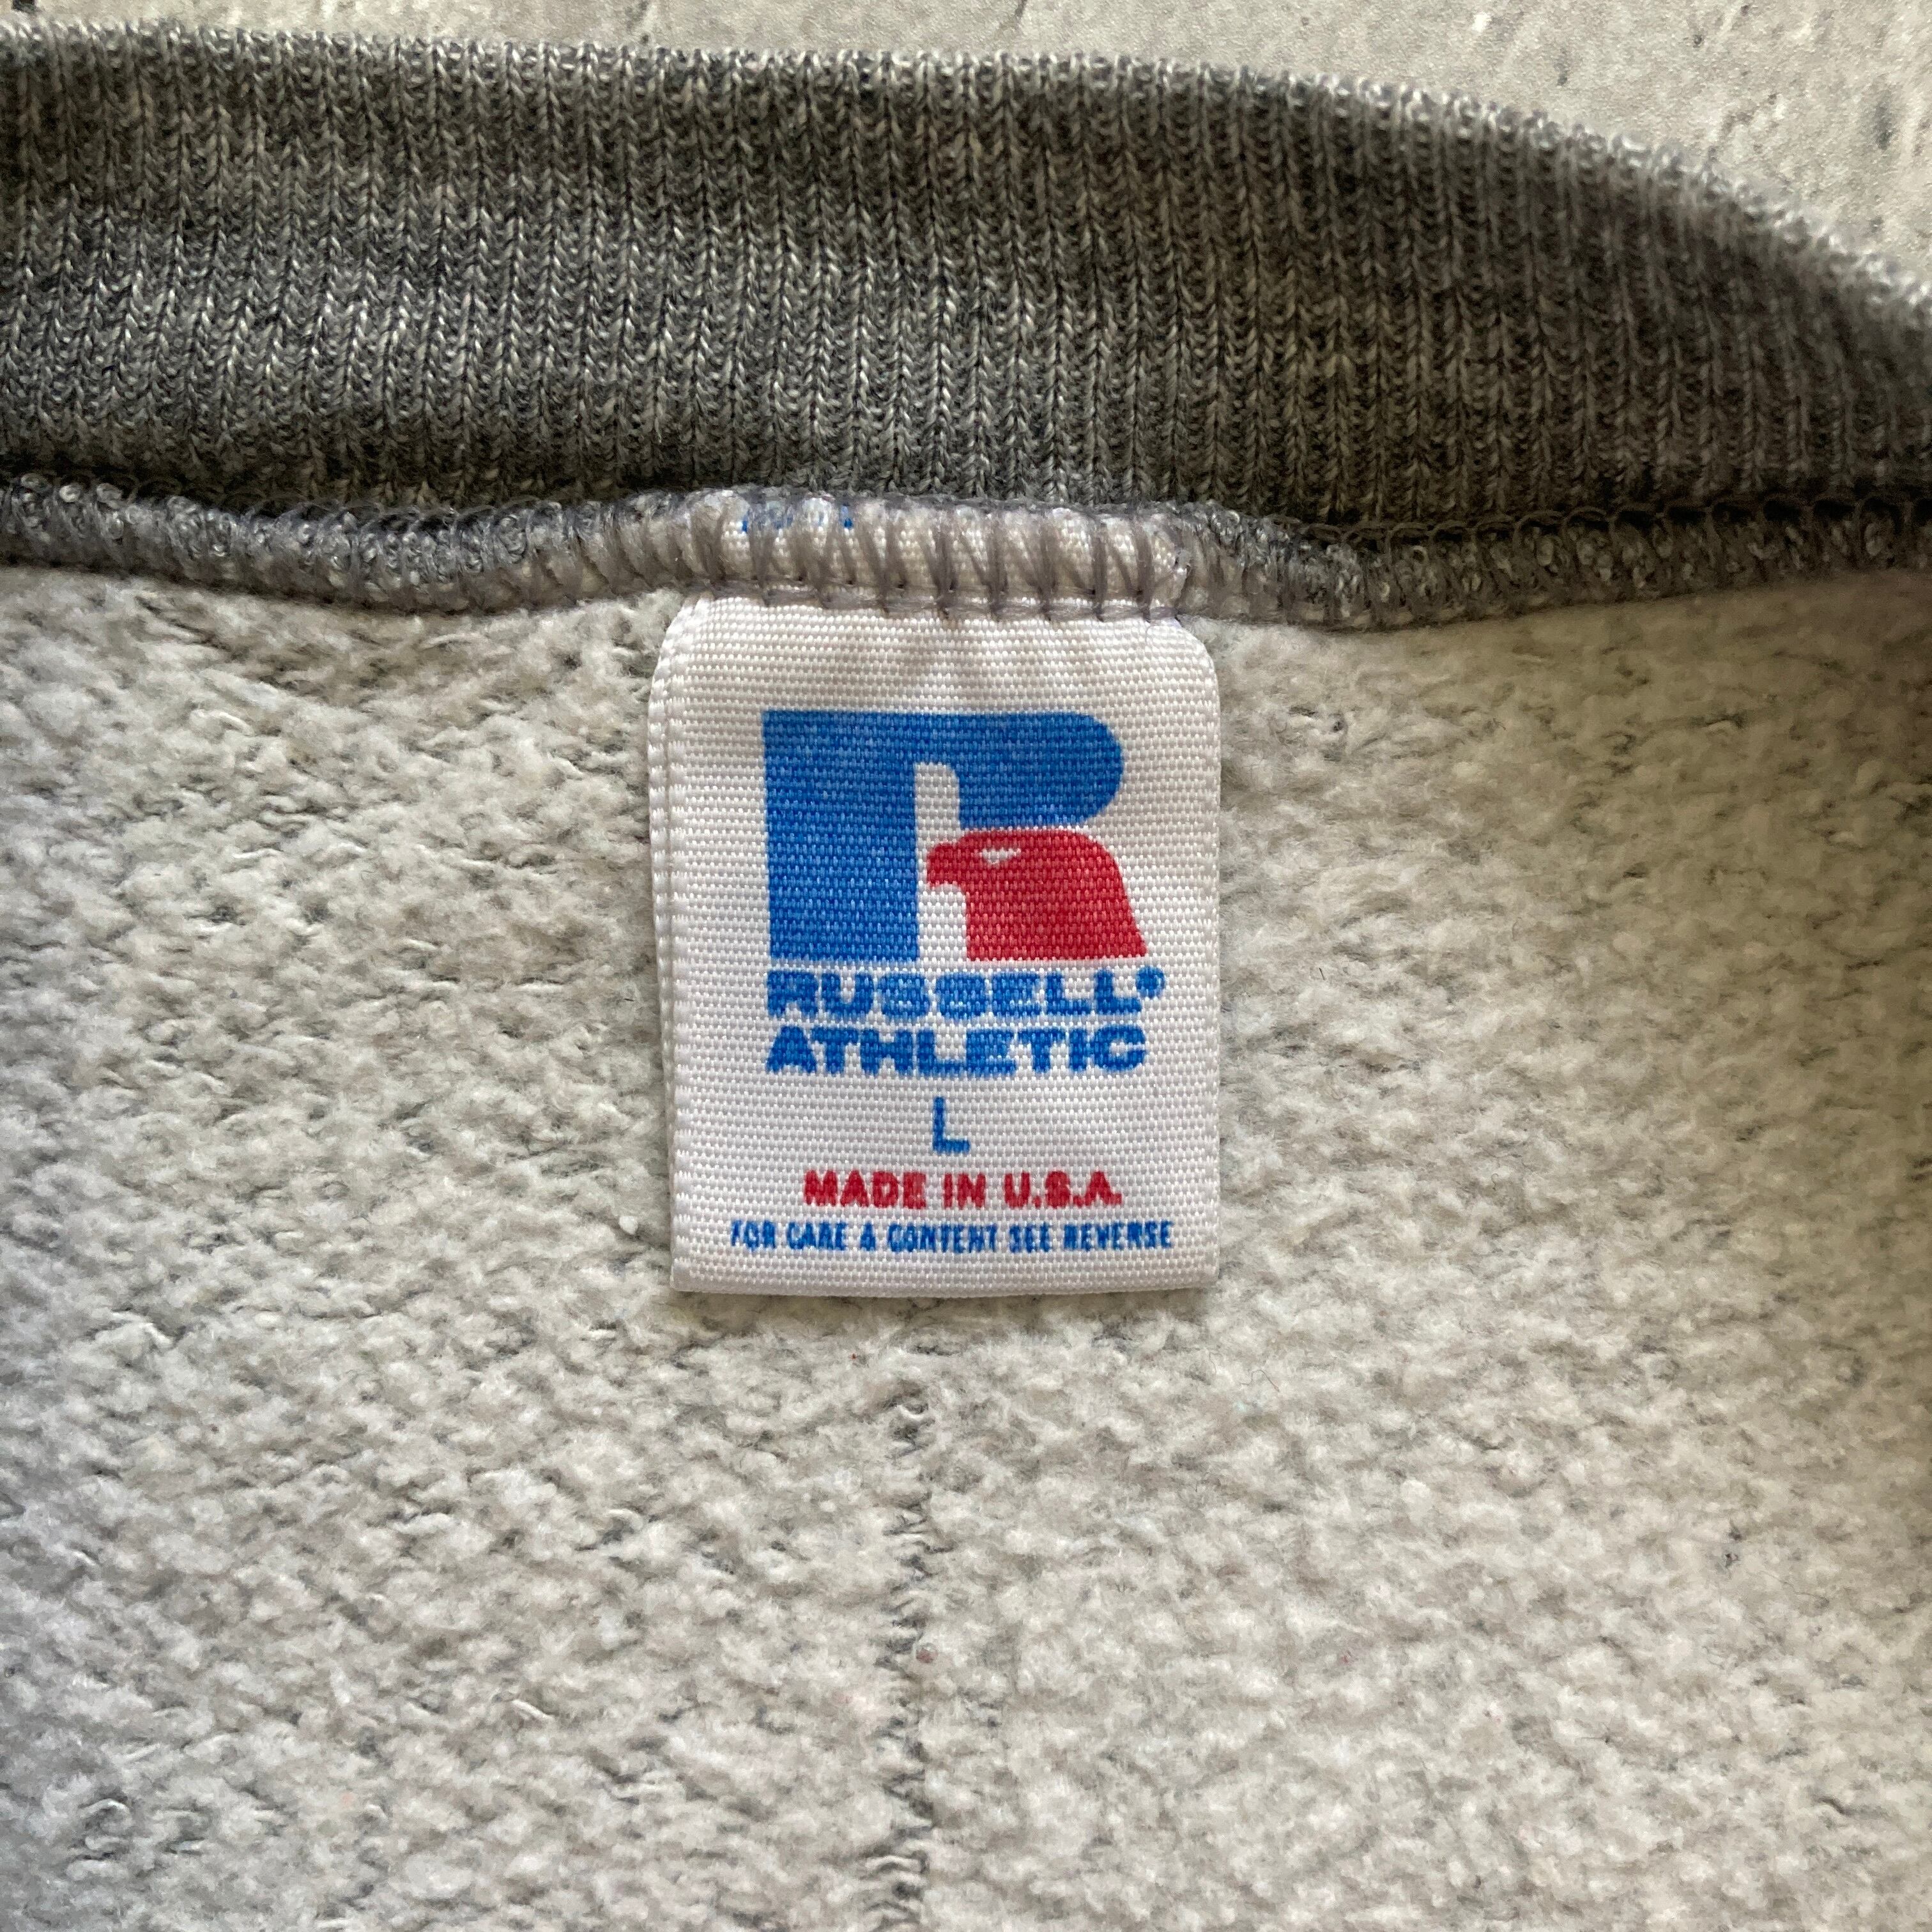 RUSSELL®
ATHLETIC
L
MADE IN U.S.A.
FOR CARE & CONTENT SEE REVERSE